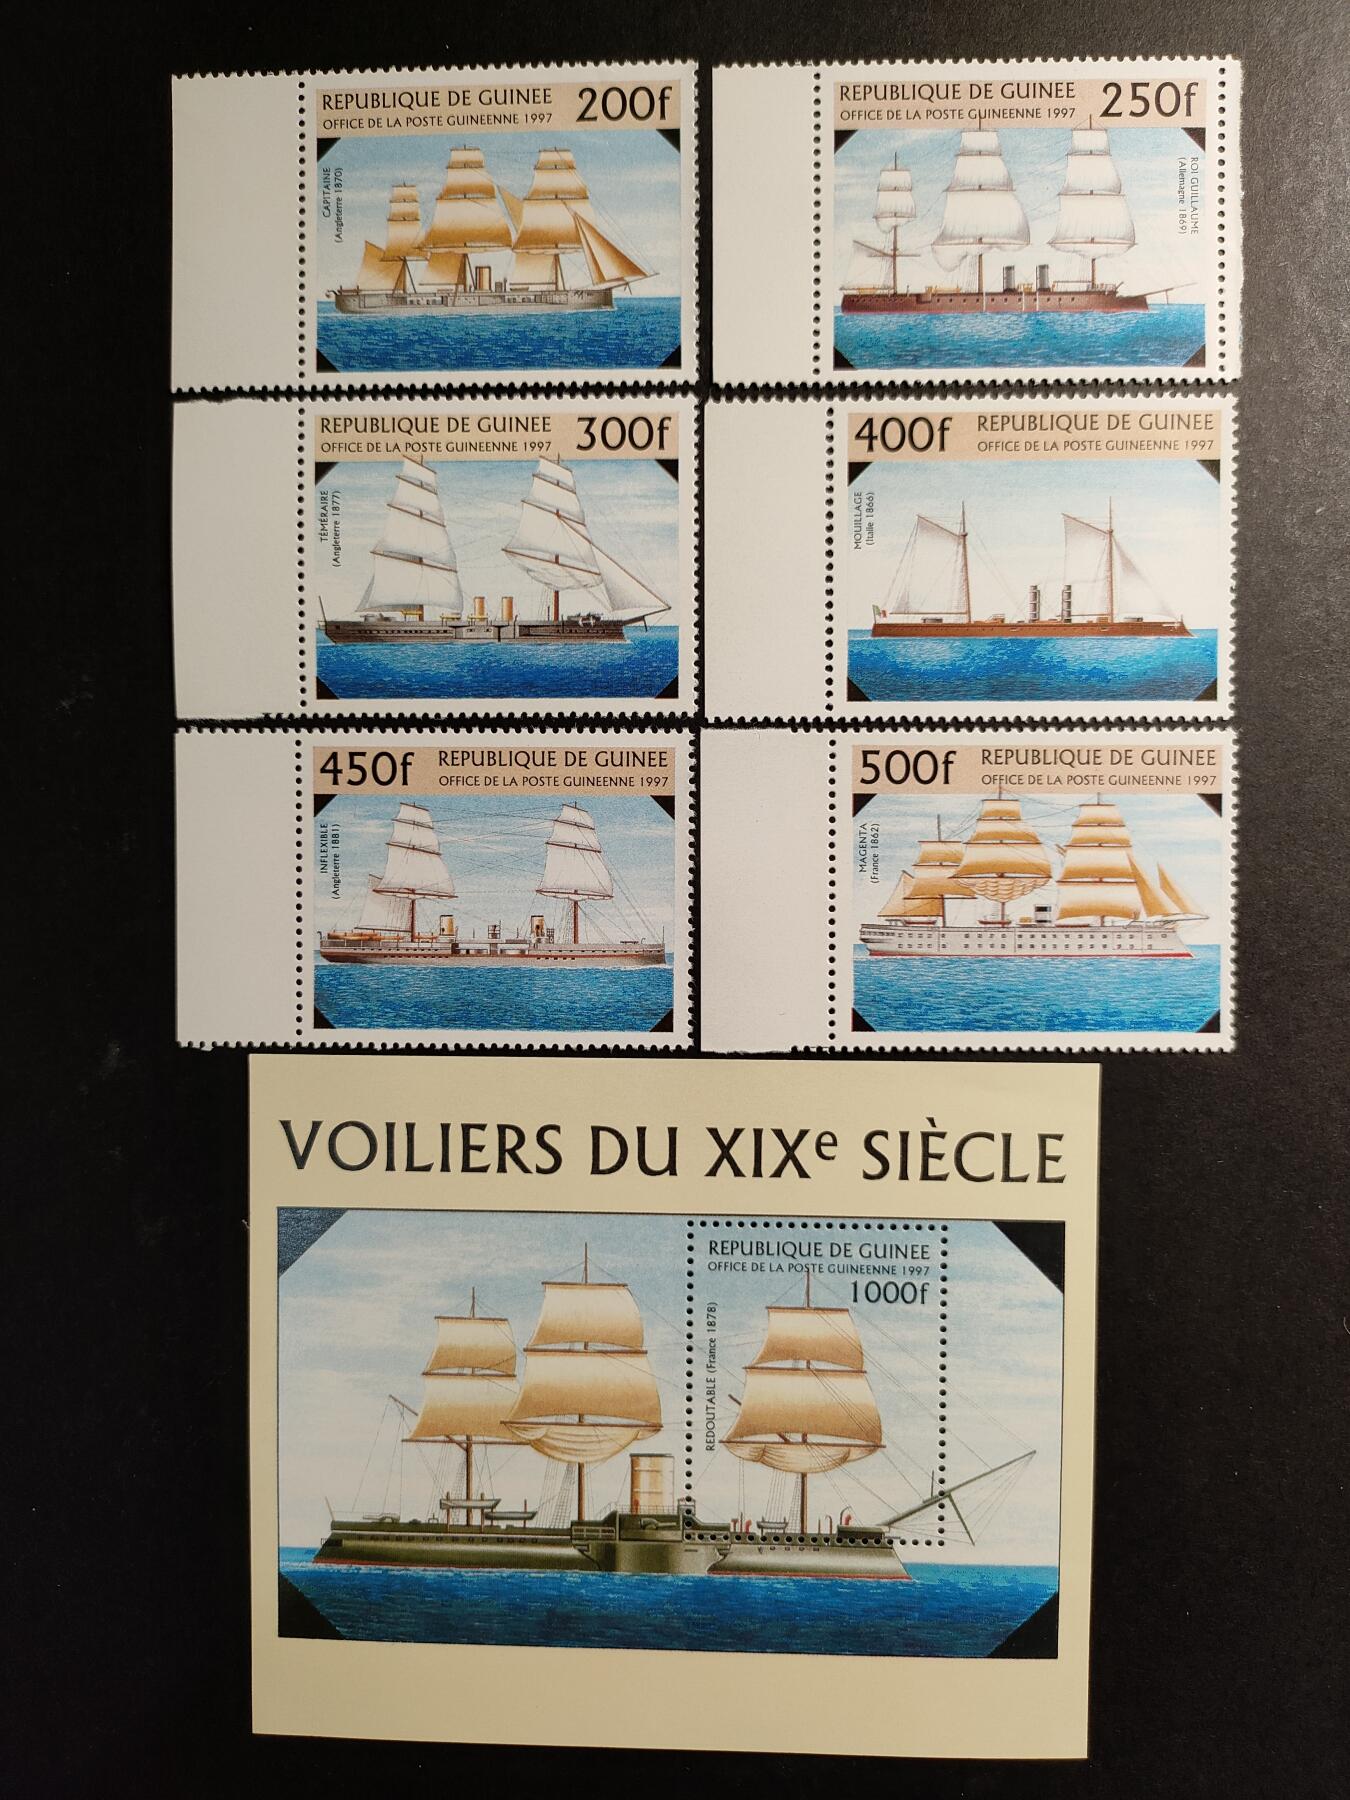 REPUBLIQUE DE GUINEE 200f
OFFICE DE LA POSTE GUINEENNE 1997
CAPITAINE
(Angleterre 1870)
REPUBLIQUE DE GUINEE 250f
OFFICE DE LA POSTE GUINEENNE 1997
ROI GUILLAUME
(Allemagne 1869)
REPUBLIQUE DE GUINEE 300f
OFFICE DE LA POSTE GUINEENNE 1997
TÉMÉRAIRE
(Angleterre 1877)
400f REPUBLIQUE DE GUINEE
OFFICE DE LA POSTE GUINEENNE 1997
MOUILLAGE
(Italie 1866)
450f REPUBLIQUE DE GUINEE
OFFICE DE LA POSTE GUINEENNE 1997
INFLEXIBLE
(Angleterre 1881)
500f REPUBLIQUE DE GUINEE
OFFICE DE LA POSTE GUINEENNE 1997
MAGENTA
(France 1862)
VOILIERS DU XIXe SIÈCLE
REPUBLIQUE DE GUINEE
OFFICE DE LA POSTE GUINEENNE 1997
1000f
REDOUTABLE (France 1878)